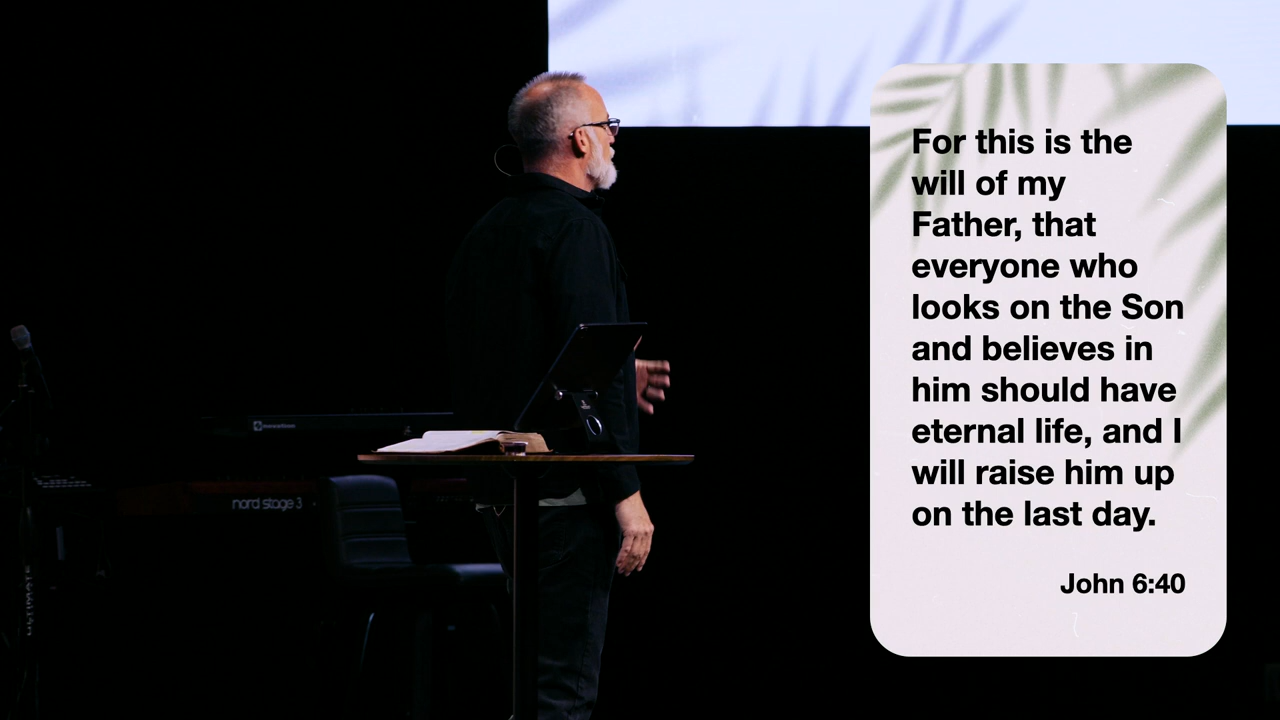 For this is the
will of my
Father, that
everyone who
looks on the Son
and believes in
him should have
eternal life, and I
will raise him up
on the last day.
John 6:40
novation
nord stage 3